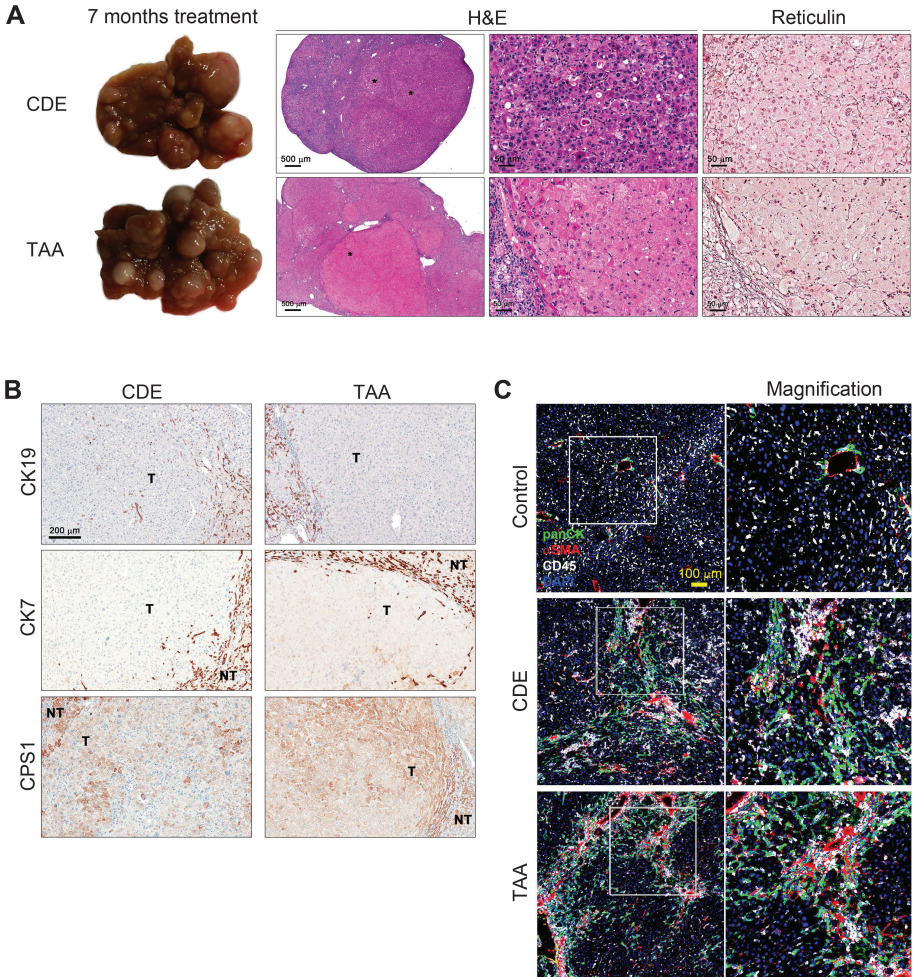 A
7 months treatment
H&E
Reticulin
CDE
500 µm
50 µm
50 µm
TAA
500 µm
50 µm
50 µm
B
CDE
TAA
CK19
T
T
200 µm
CK7
T
NT
NT
T
CPS1
NT
T
T
NT
C
Magnification
Control
panCK
αSMA
CD45
100 µm
CDE
TAA